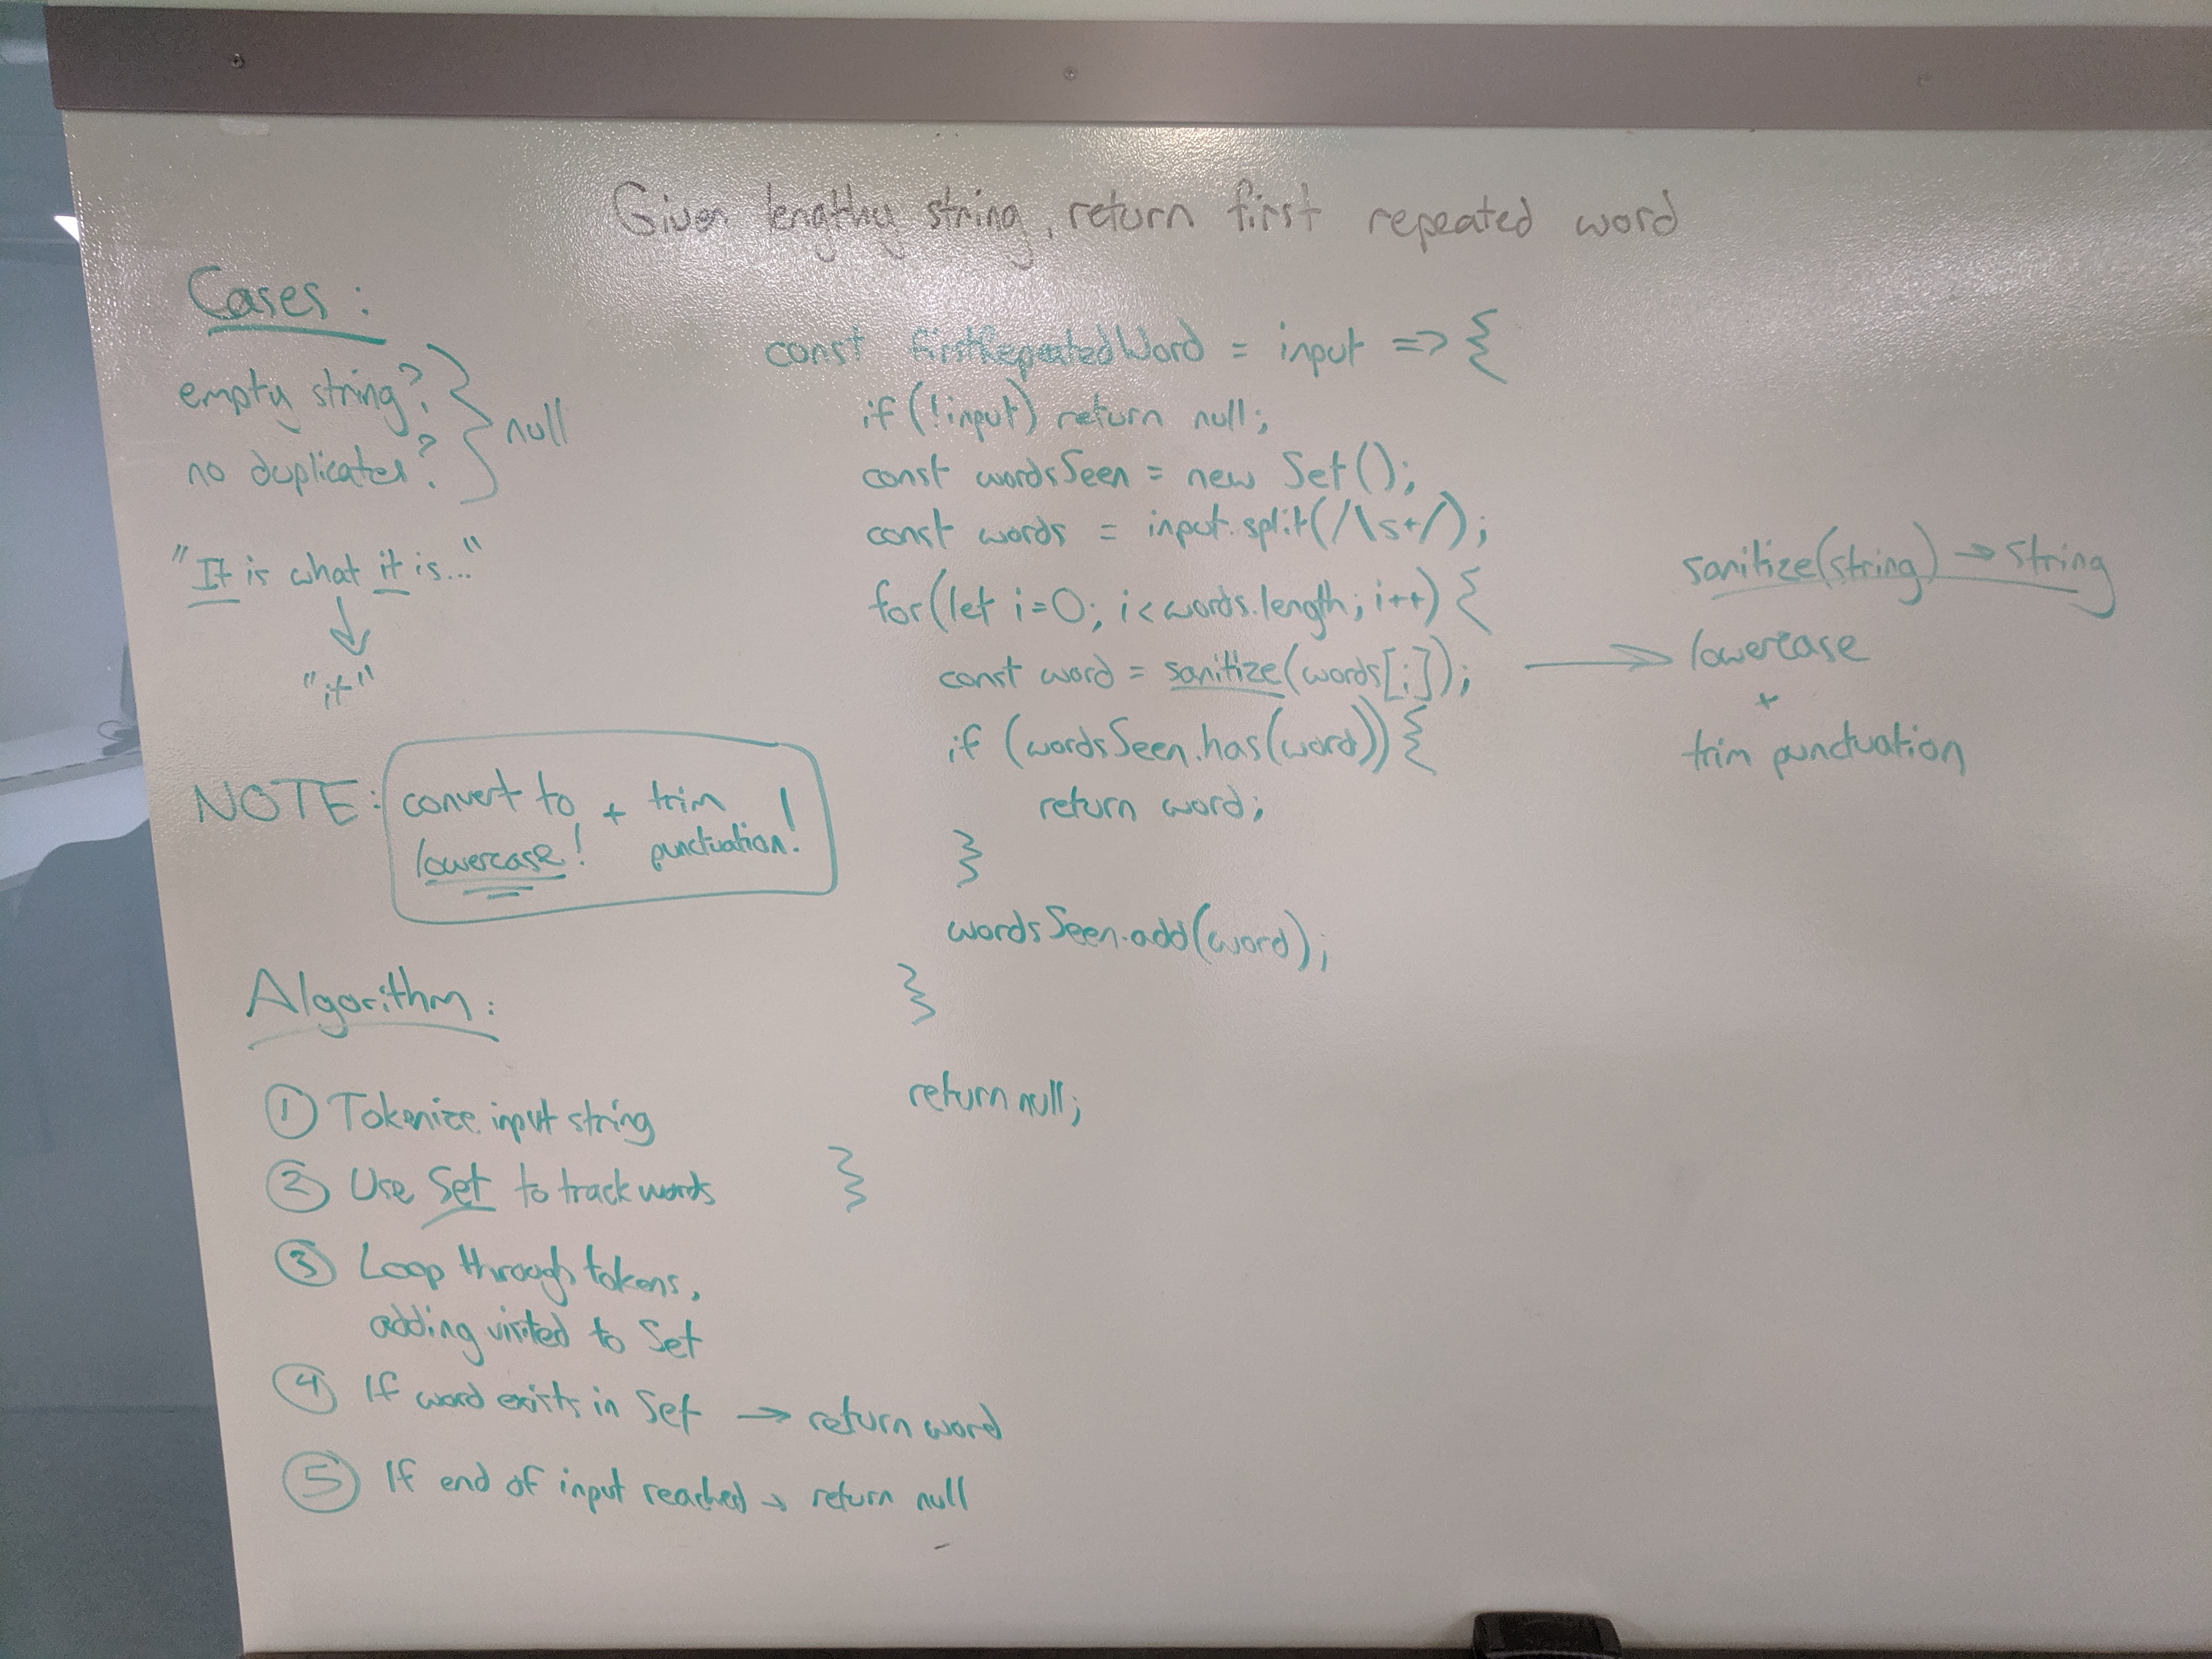 Given lengthy string, return first repeated word
Cases:
empty string?
no duplicates?
} null
"It is what it is..."
↓
"it"
NOTE: convert to lowercase! + trim punctuation!
Algorithm:
① Tokenize input string
② Use Set to track words
③ Loop through tokens,
adding visited to Set
④ If word exists in Set → return word
⑤ If end of input reached → return null
const firstRepeatedWord = input => {
if (!input) return null;
const wordsSeen = new Set();
const words = input.split(/\s+/);
for(let i=0; i<words.length; i++) {
const word = sanitize(words[i]);
if (wordsSeen.has(word)) {
return word;
}
wordsSeen.add(word);
}
return null;
}
sanitize(string) → string
→ lowercase
+
trim punctuation